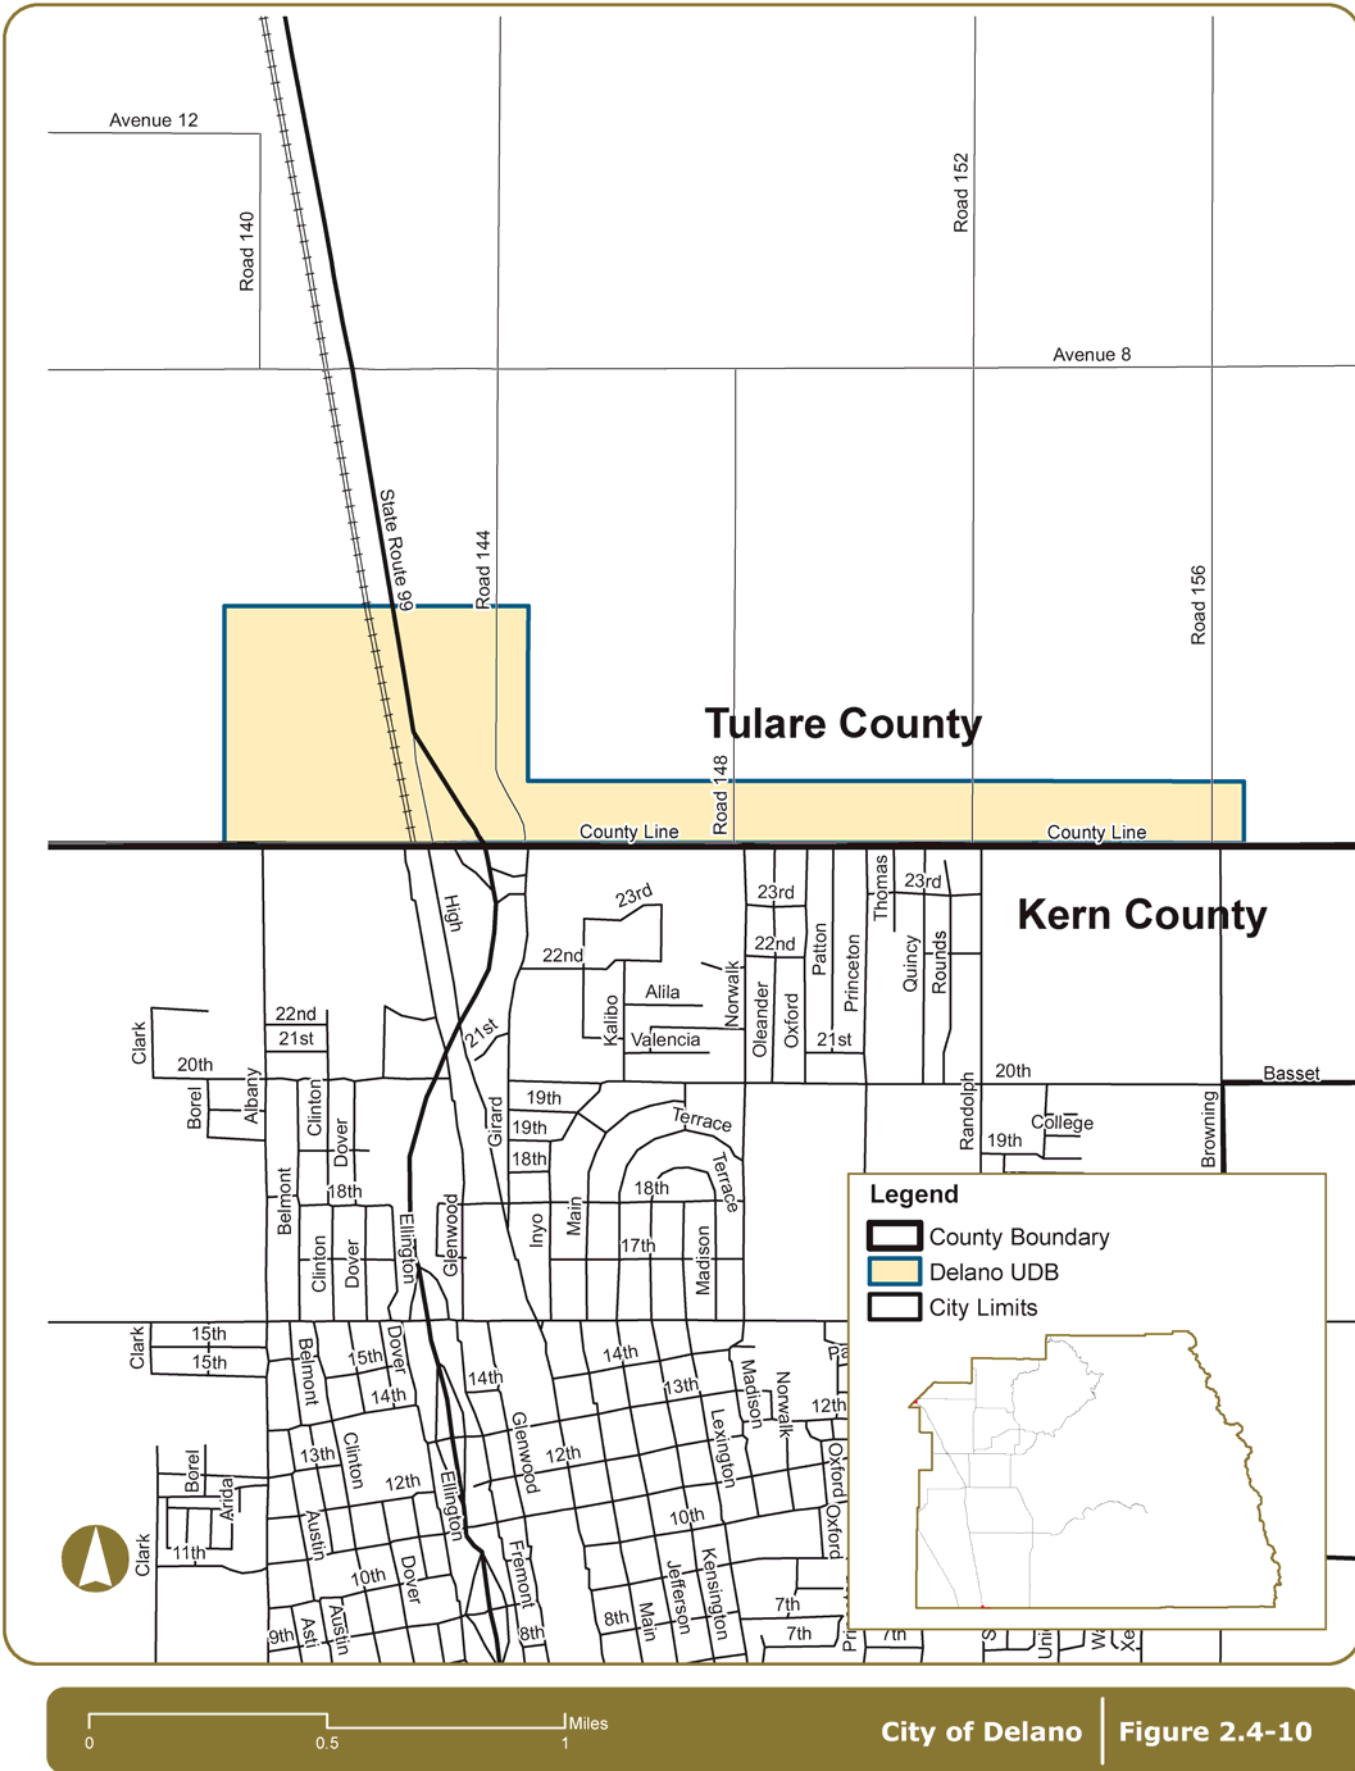 Avenue 12
Road 140
Road 152
Avenue 8
State Route 99
Road 144
Road 156
Tulare County
Road 148
County Line
County Line
Kern County
High
23rd
23rd
Thomas
23rd
22nd
22nd
Patton
Princeton
Quincy
Rounds
Norwalk
Oleander
Oxford
Kalibo
Alila
Valencia
21st
21st
Clark
22nd
21st
20th
20th
Basset
Borel
Albany
Clinton
Dover
Girard
19th
19th
18th
Terrace
Terrace
Randolph
College
19th
Browning
Belmont
18th
Clinton
Dover
Ellington
Glenwood
Inyo
Main
18th
17th
Madison
Legend
County Boundary
Delano UDB
City Limits
Clark
15th
15th
Belmont
15th
Dover
14th
14th
14th
13th
Madison
Norwalk
Pa
12th
Glenwood
12th
Lexington
Oxford
Oxford
Borel
Arida
13th
Clinton
12th
Ellington
10th
Clark
11th
Austin
10th
Dover
Fremont
Jefferson
Kensington
9th
Asti
Austin
8th
8th
Main
7th
7th
Pri
7th
S
Uni
Wa
Xe
0
0.5
1
Miles
City of Delano
Figure 2.4-10